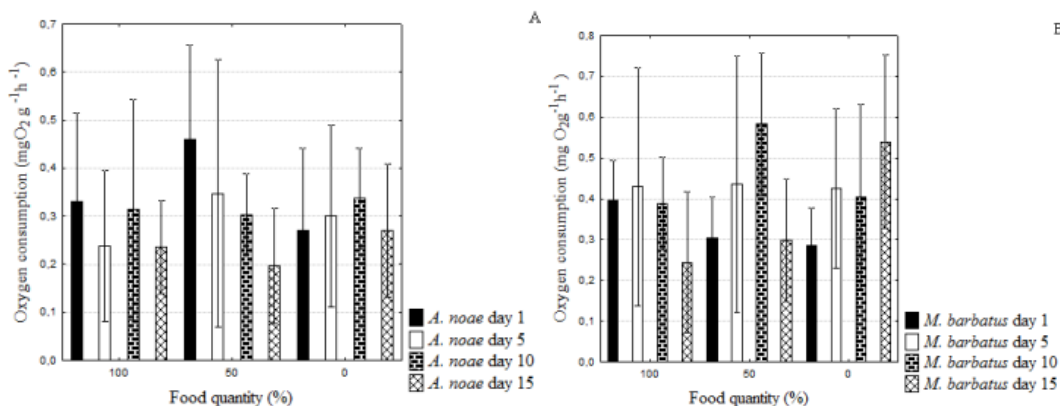 A
0,7
0,6
0,5
0,4
0,3
0,2
0,1
0,0
Oxygen consumption (mgO₂ g⁻¹h⁻¹)
100 50 0
Food quantity (%)
A. noae day 1
A. noae day 5
A. noae day 10
A. noae day 15
B
0,8
0,7
0,6
0,5
0,4
0,3
0,2
0,1
0,0
Oxygen consumption (mg O₂g⁻¹h⁻¹)
100 50 0
Food quantity (%)
M. barbatus day 1
M. barbatus day 5
M. barbatus day 10
M. barbatus day 15